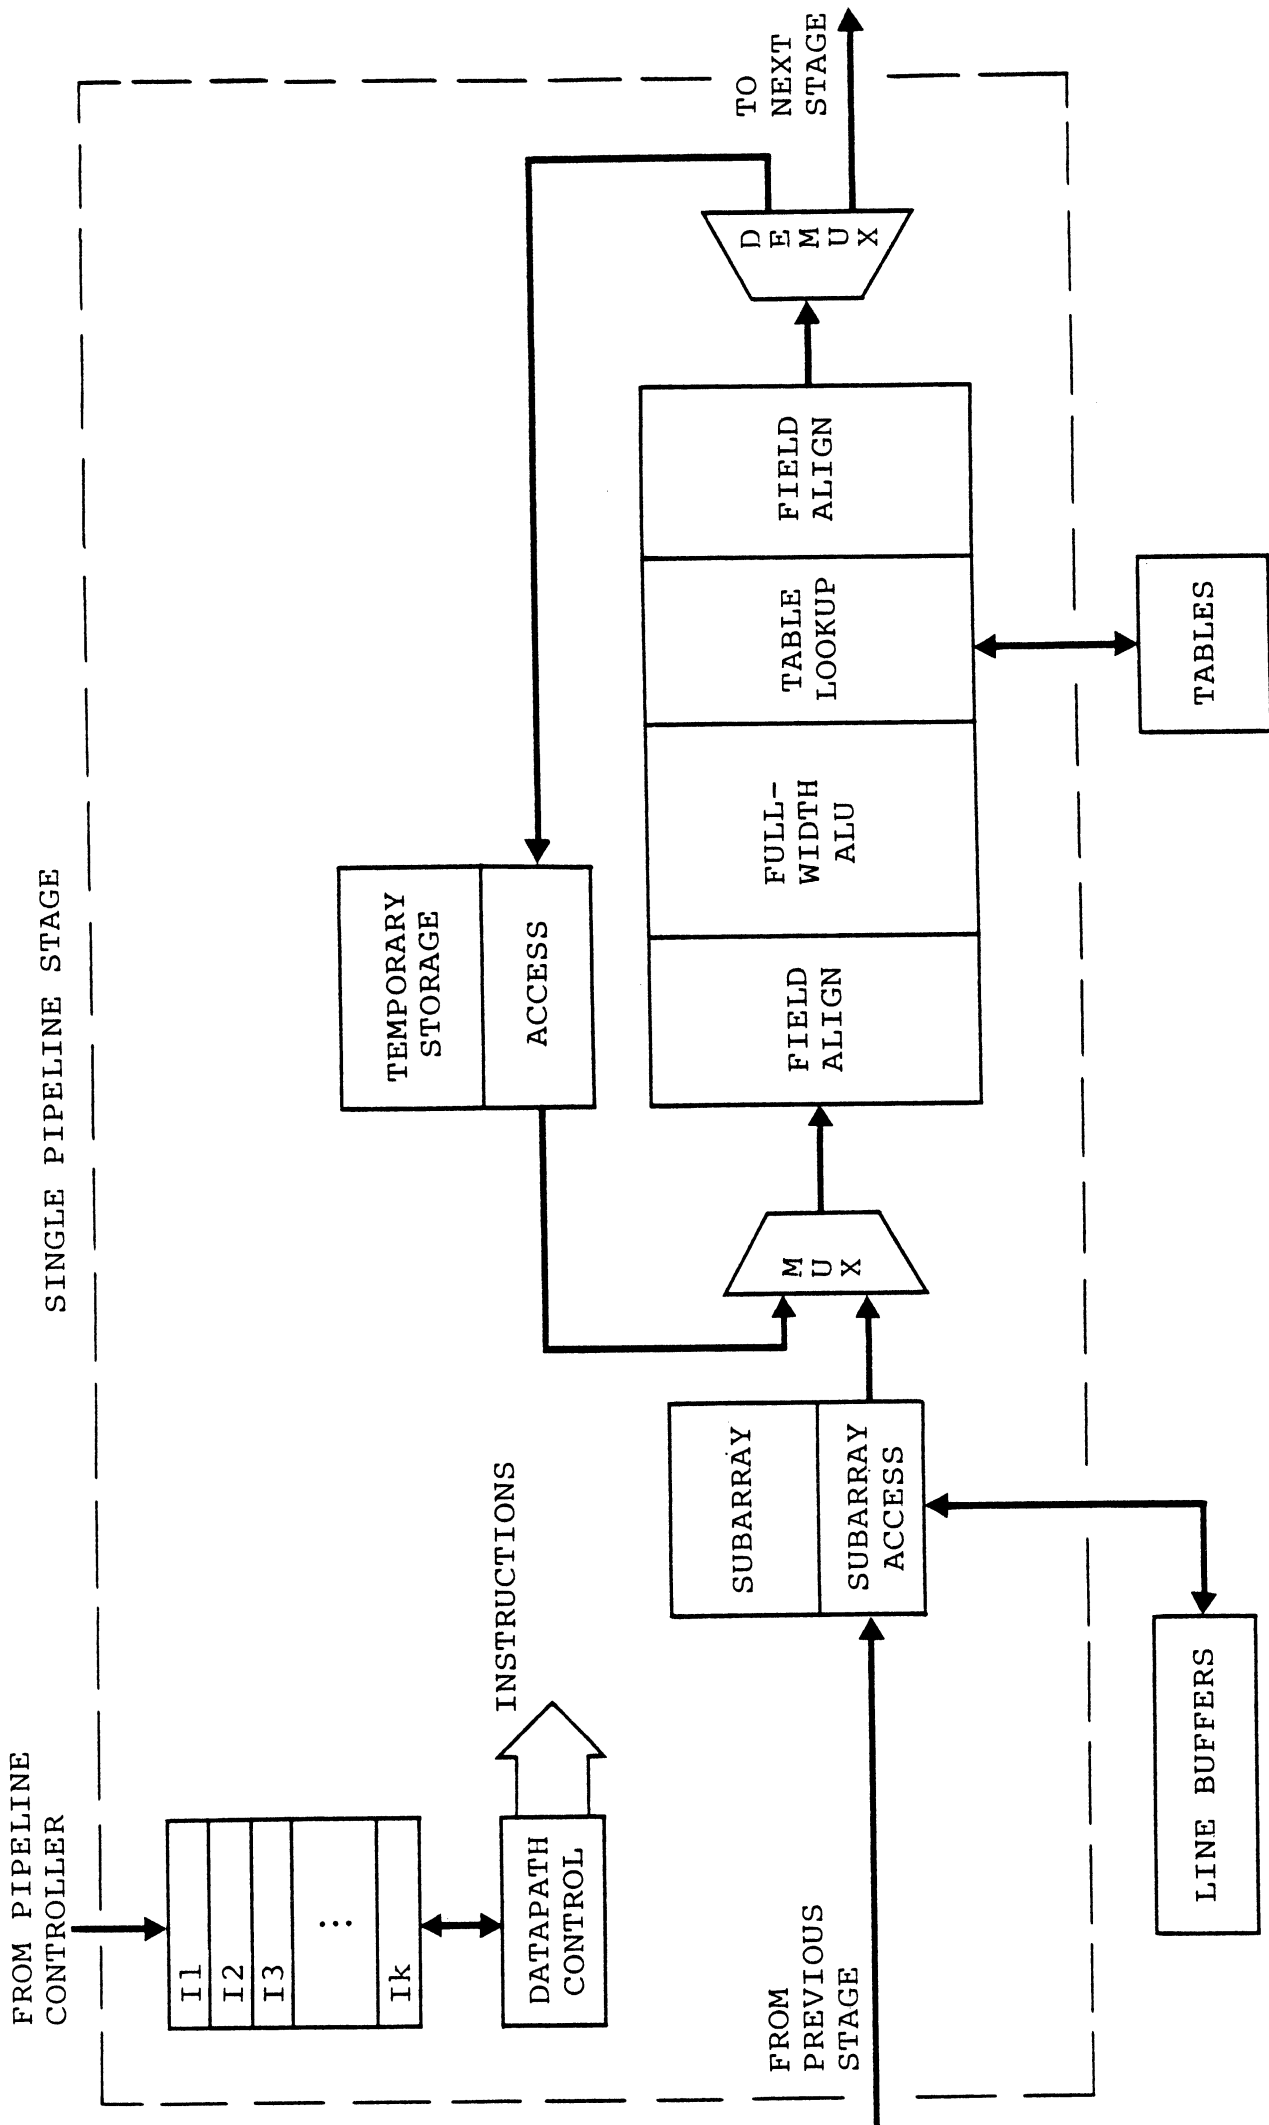 SINGLE PIPELINE STAGE
FROM PIPELINE
CONTROLLER
I1
I2
I3
...
Ik
DATAPATH
CONTROL
INSTRUCTIONS
TEMPORARY
STORAGE
ACCESS
FROM
PREVIOUS
STAGE
SUBARRAY
SUBARRAY
ACCESS
M
U
X
FIELD
ALIGN
FULL-
WIDTH
ALU
TABLE
LOOKUP
FIELD
ALIGN
D
E
M
U
X
TO
NEXT
STAGE
LINE BUFFERS
TABLES